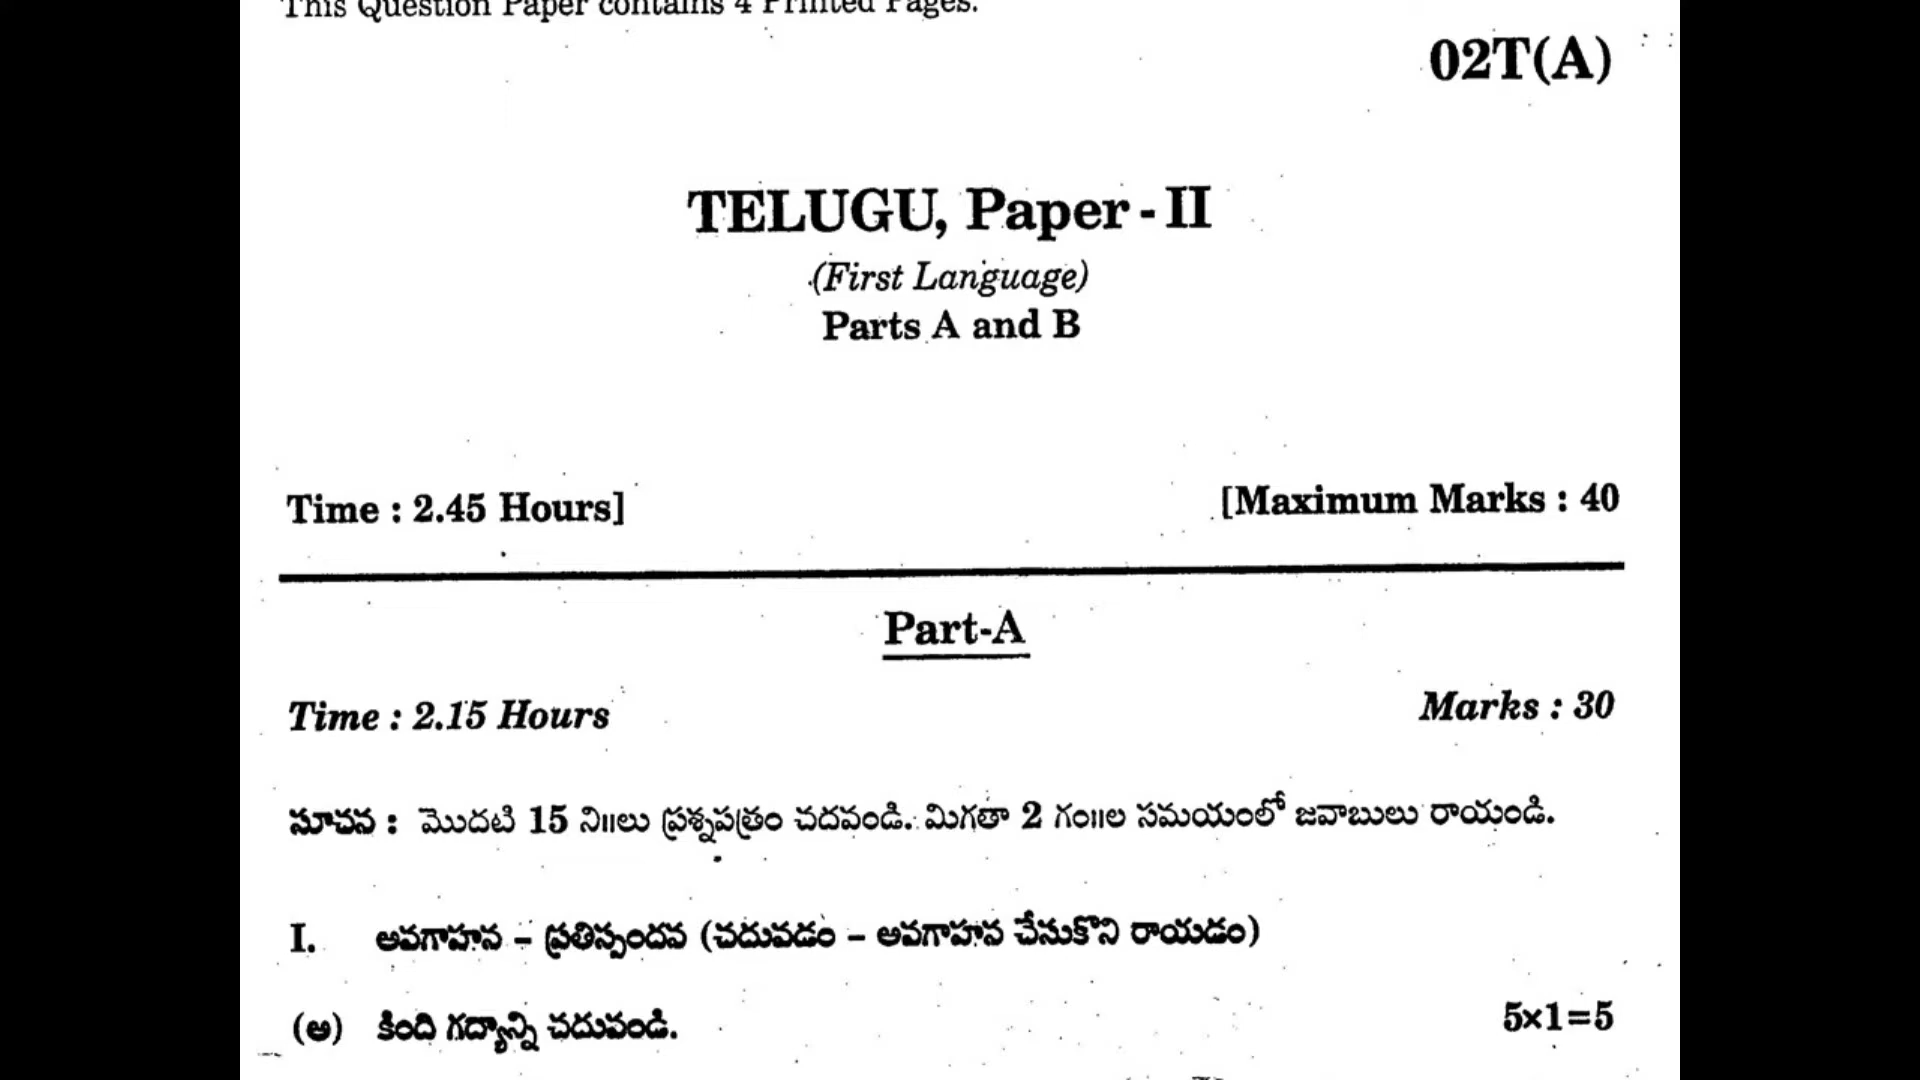 This Question Paper contains 4 Printed Pages.
02T(A)
TELUGU, Paper - II
(First Language)
Parts A and B
Time : 2.45 Hours] [Maximum Marks : 40
Part-A
Time : 2.15 Hours Marks : 30
సూచన : మొదటి 15 ని॥లు ప్రశ్నపత్రం చదవండి. మిగతా 2 గం॥ల సమయంలో జవాబులు రాయండి.
I. అవగాహన – ప్రతిస్పందన (చదువడం – అవగాహన చేసుకొని రాయడం)
(అ) కింది గద్యాన్ని చదువండి. 5×1=5